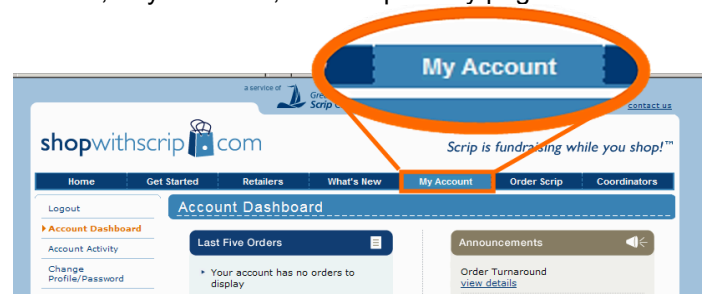 My Account
a service of
Scrip
contact us
shopwithscrip.com
Scrip is fundraising while you shop!™
Home Get Started Retailers What's New My Account Order Scrip Coordinators
Logout
Account Dashboard
Account Dashboard
Account Activity
Change
Profile/Password
Last Five Orders
Your account has no orders to
display
Announcements
Order Turnaround
view details